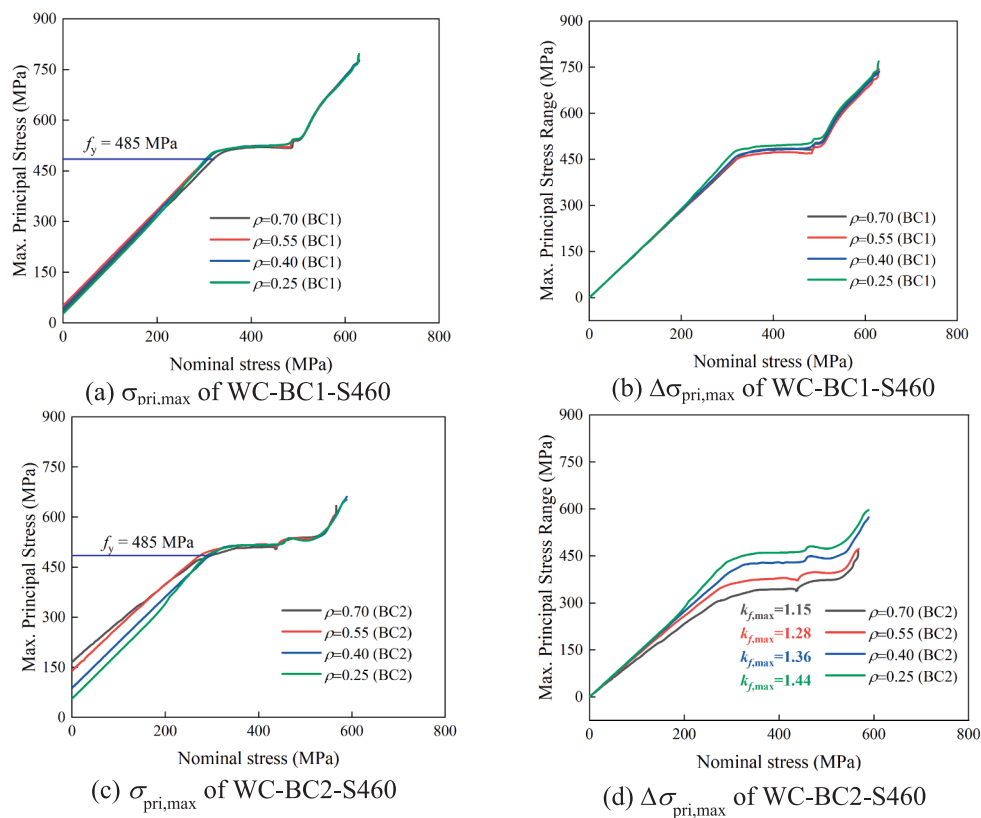 900
750
600
450
300
150
0
Max. Principal Stress (MPa)
f_y = 485 MPa
ρ=0.70 (BC1)
ρ=0.55 (BC1)
ρ=0.40 (BC1)
ρ=0.25 (BC1)
0 200 400 600 800
Nominal stress (MPa)
(a) σ_pri,max of WC-BC1-S460
900
750
600
450
300
150
0
Max. Principal Stress Range (MPa)
ρ=0.70 (BC1)
ρ=0.55 (BC1)
ρ=0.40 (BC1)
ρ=0.25 (BC1)
0 200 400 600 800
Nominal stress (MPa)
(b) Δσ_pri,max of WC-BC1-S460
900
750
600
450
300
150
0
Max. Principal Stress (MPa)
f_y = 485 MPa
ρ=0.70 (BC2)
ρ=0.55 (BC2)
ρ=0.40 (BC2)
ρ=0.25 (BC2)
0 200 400 600 800
Nominal stress (MPa)
(c) σ_pri,max of WC-BC2-S460
900
750
600
450
300
150
0
Max. Principal Stress Range (MPa)
k_f,max=1.15 ρ=0.70 (BC2)
k_f,max=1.28 ρ=0.55 (BC2)
k_f,max=1.36 ρ=0.40 (BC2)
k_f,max=1.44 ρ=0.25 (BC2)
0 200 400 600 800
Nominal stress (MPa)
(d) Δσ_pri,max of WC-BC2-S460